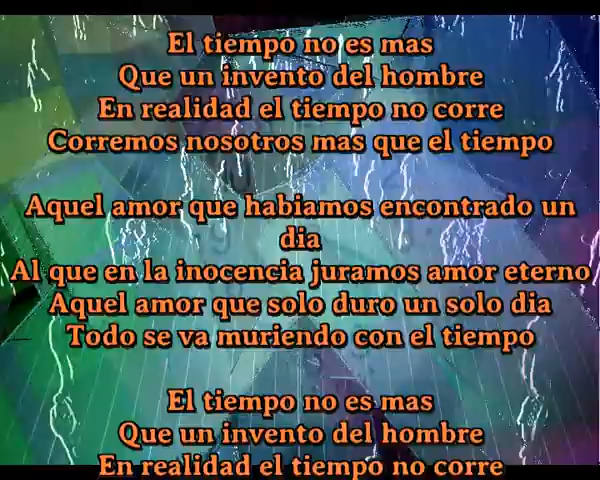 El tiempo no es mas
Que un invento del hombre
En realidad el tiempo no corre
Corremos nosotros mas que el tiempo
Aquel amor que habiamos encontrado un
dia
Al que en la inocencia juramos amor eterno
Aquel amor que solo duro un solo dia
Todo se va muriendo con el tiempo
El tiempo no es mas
Que un invento del hombre
En realidad el tiempo no corre